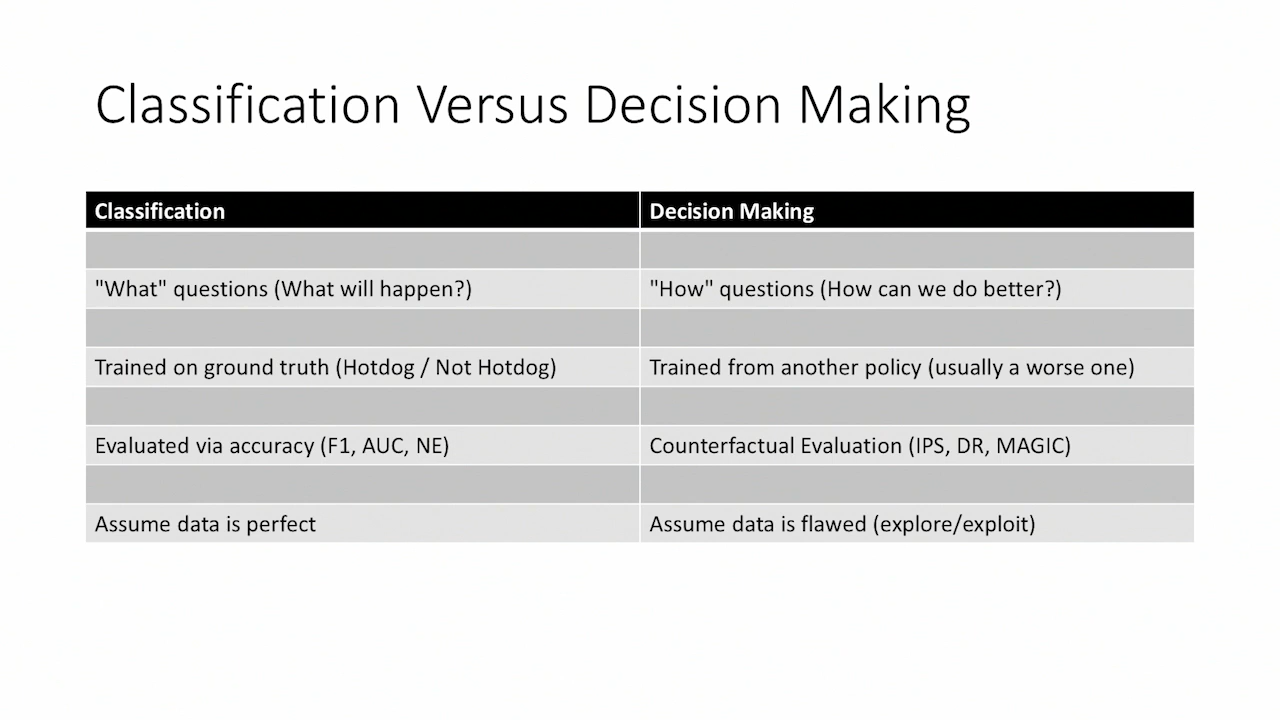 Classification Versus Decision Making
Classification
Decision Making
"What" questions (What will happen?)
"How" questions (How can we do better?)
Trained on ground truth (Hotdog / Not Hotdog)
Trained from another policy (usually a worse one)
Evaluated via accuracy (F1, AUC, NE)
Counterfactual Evaluation (IPS, DR, MAGIC)
Assume data is perfect
Assume data is flawed (explore/exploit)